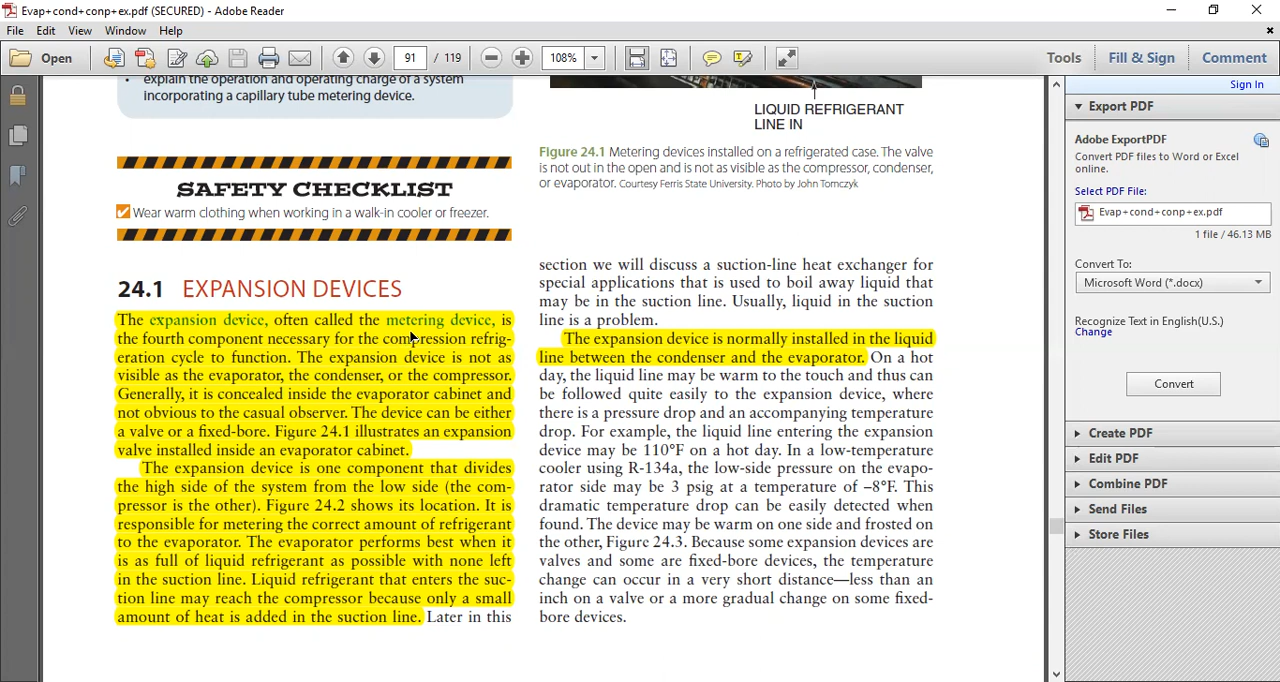 Evap+cond+conp+ex.pdf (SECURED) - Adobe Reader
File Edit View Window Help
Open 91 / 119 108% Tools Fill & Sign Comment
Sign In
explain the operation and operating charge of a system
incorporating a capillary tube metering device.
SAFETY CHECKLIST
Wear warm clothing when working in a walk-in cooler or freezer.
24.1 EXPANSION DEVICES
The expansion device, often called the metering device, is
the fourth component necessary for the compression refrig-
eration cycle to function. The expansion device is not as
visible as the evaporator, the condenser, or the compressor.
Generally, it is concealed inside the evaporator cabinet and
not obvious to the casual observer. The device can be either
a valve or a fixed-bore. Figure 24.1 illustrates an expansion
valve installed inside an evaporator cabinet.
The expansion device is one component that divides
the high side of the system from the low side (the com-
pressor is the other). Figure 24.2 shows its location. It is
responsible for metering the correct amount of refrigerant
to the evaporator. The evaporator performs best when it
is as full of liquid refrigerant as possible with none left
in the suction line. Liquid refrigerant that enters the suc-
tion line may reach the compressor because only a small
amount of heat is added in the suction line. Later in this
LIQUID REFRIGERANT
LINE IN
Figure 24.1 Metering devices installed on a refrigerated case. The valve
is not out in the open and is not as visible as the compressor, condenser,
or evaporator. Courtesy Ferris State University. Photo by John Tomczyk
section we will discuss a suction-line heat exchanger for
special applications that is used to boil away liquid that
may be in the suction line. Usually, liquid in the suction
line is a problem.
The expansion device is normally installed in the liquid
line between the condenser and the evaporator. On a hot
day, the liquid line may be warm to the touch and thus can
be followed quite easily to the expansion device, where
there is a pressure drop and an accompanying temperature
drop. For example, the liquid line entering the expansion
device may be 110°F on a hot day. In a low-temperature
cooler using R-134a, the low-side pressure on the evapo-
rator side may be 3 psig at a temperature of –8°F. This
dramatic temperature drop can be easily detected when
found. The device may be warm on one side and frosted on
the other, Figure 24.3. Because some expansion devices are
valves and some are fixed-bore devices, the temperature
change can occur in a very short distance—less than an
inch on a valve or a more gradual change on some fixed-
bore devices.
Export PDF
Adobe ExportPDF
Convert PDF files to Word or Excel
online.
Select PDF File:
Evap+cond+conp+ex.pdf
1 file / 46.13 MB
Convert To:
Microsoft Word (*.docx)
Recognize Text in English(U.S.)
Change
Convert
Create PDF
Edit PDF
Combine PDF
Send Files
Store Files